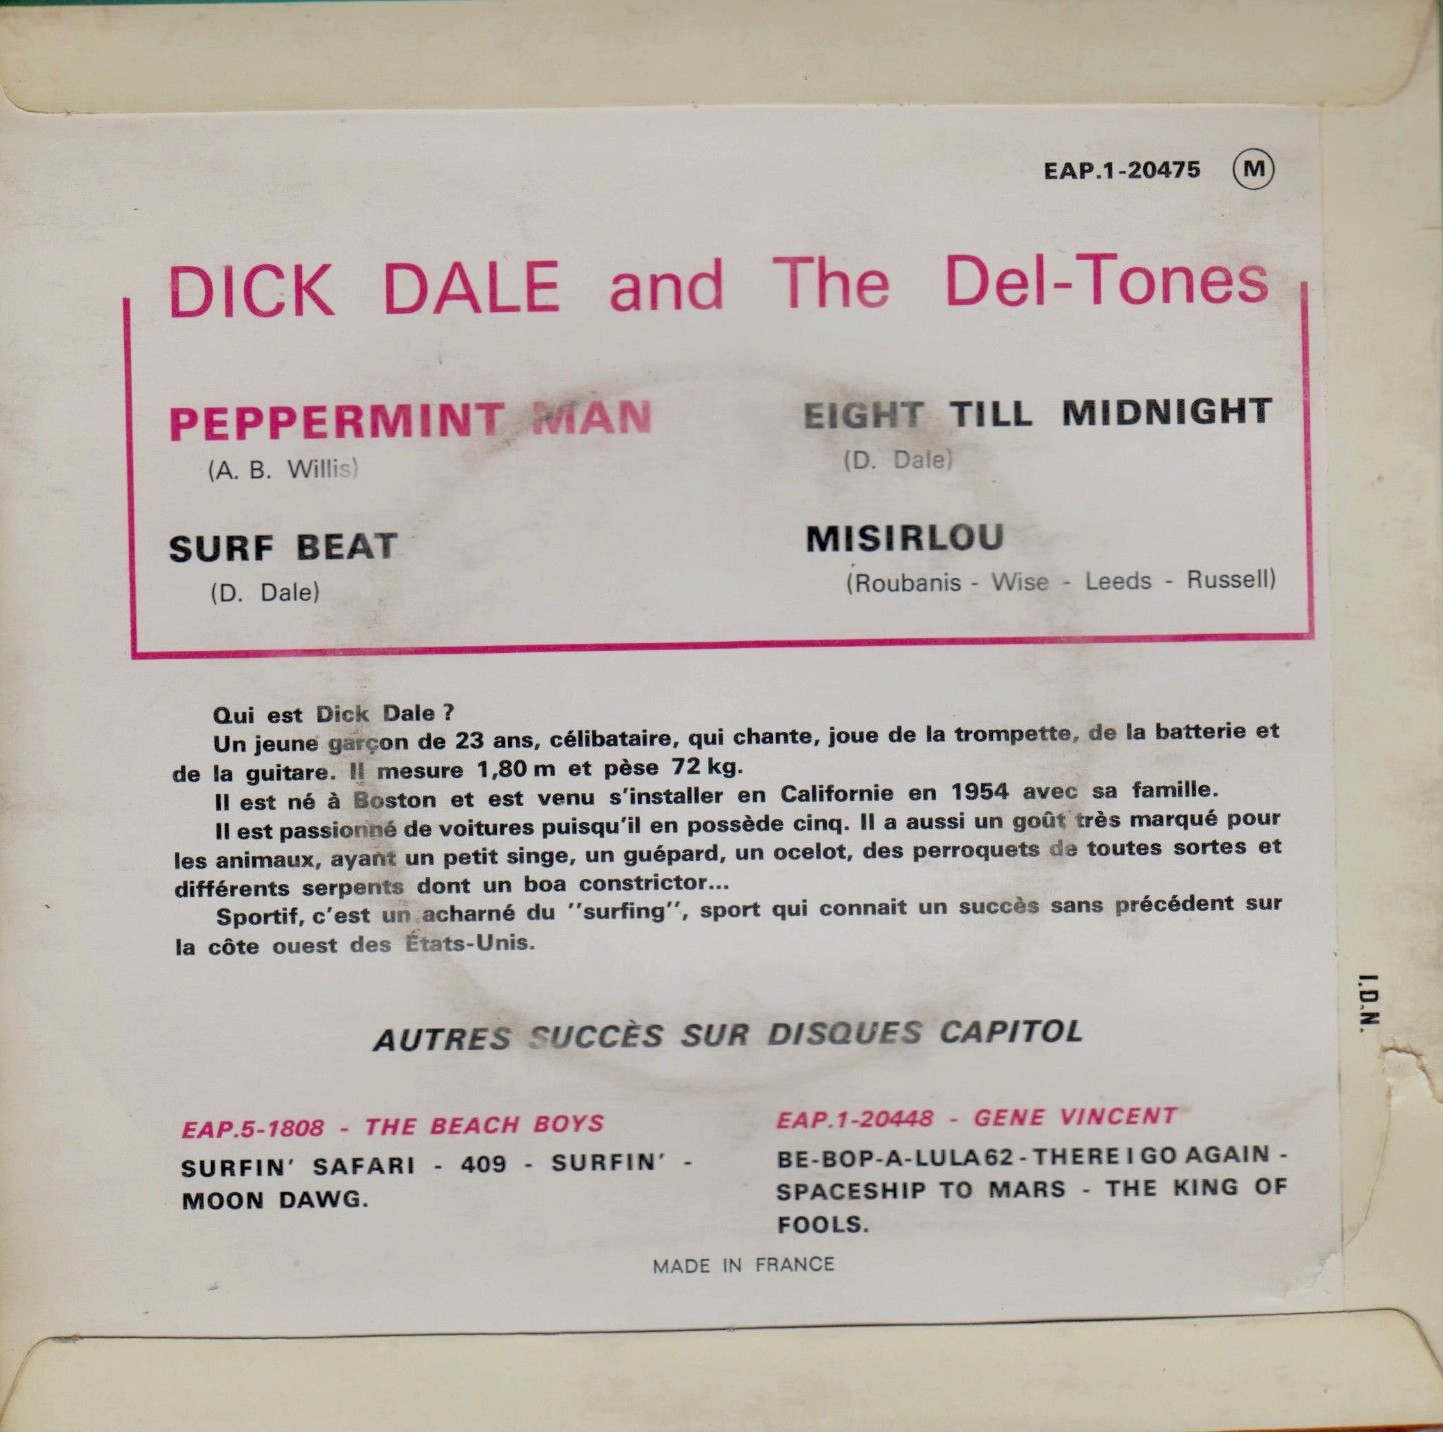 EAP.1-20475 M
DICK DALE and The Del-Tones
PEPPERMINT MAN
(A. B. Willis)
SURF BEAT
(D. Dale)
EIGHT TILL MIDNIGHT
(D. Dale)
MISIRLOU
(Roubanis - Wise - Leeds - Russell)
Qui est Dick Dale ?
Un jeune garçon de 23 ans, célibataire, qui chante, joue de la trompette, de la batterie et
de la guitare. Il mesure 1,80 m et pèse 72 kg.
Il est né à Boston et est venu s'installer en Californie en 1954 avec sa famille.
Il est passionné de voitures puisqu'il en possède cinq. Il a aussi un goût très marqué pour
les animaux, ayant un petit singe, un guépard, un ocelot, des perroquets de toutes sortes et
différents serpents dont un boa constrictor...
Sportif, c'est un acharné du ''surfing'', sport qui connait un succès sans précédent sur
la côte ouest des États-Unis.
I.D.N.
AUTRES SUCCÈS SUR DISQUES CAPITOL
EAP.5-1808 - THE BEACH BOYS
SURFIN' SAFARI - 409 - SURFIN' -
MOON DAWG.
EAP.1-20448 - GENE VINCENT
BE-BOP-A-LULA 62 - THERE I GO AGAIN -
SPACESHIP TO MARS - THE KING OF
FOOLS.
MADE IN FRANCE